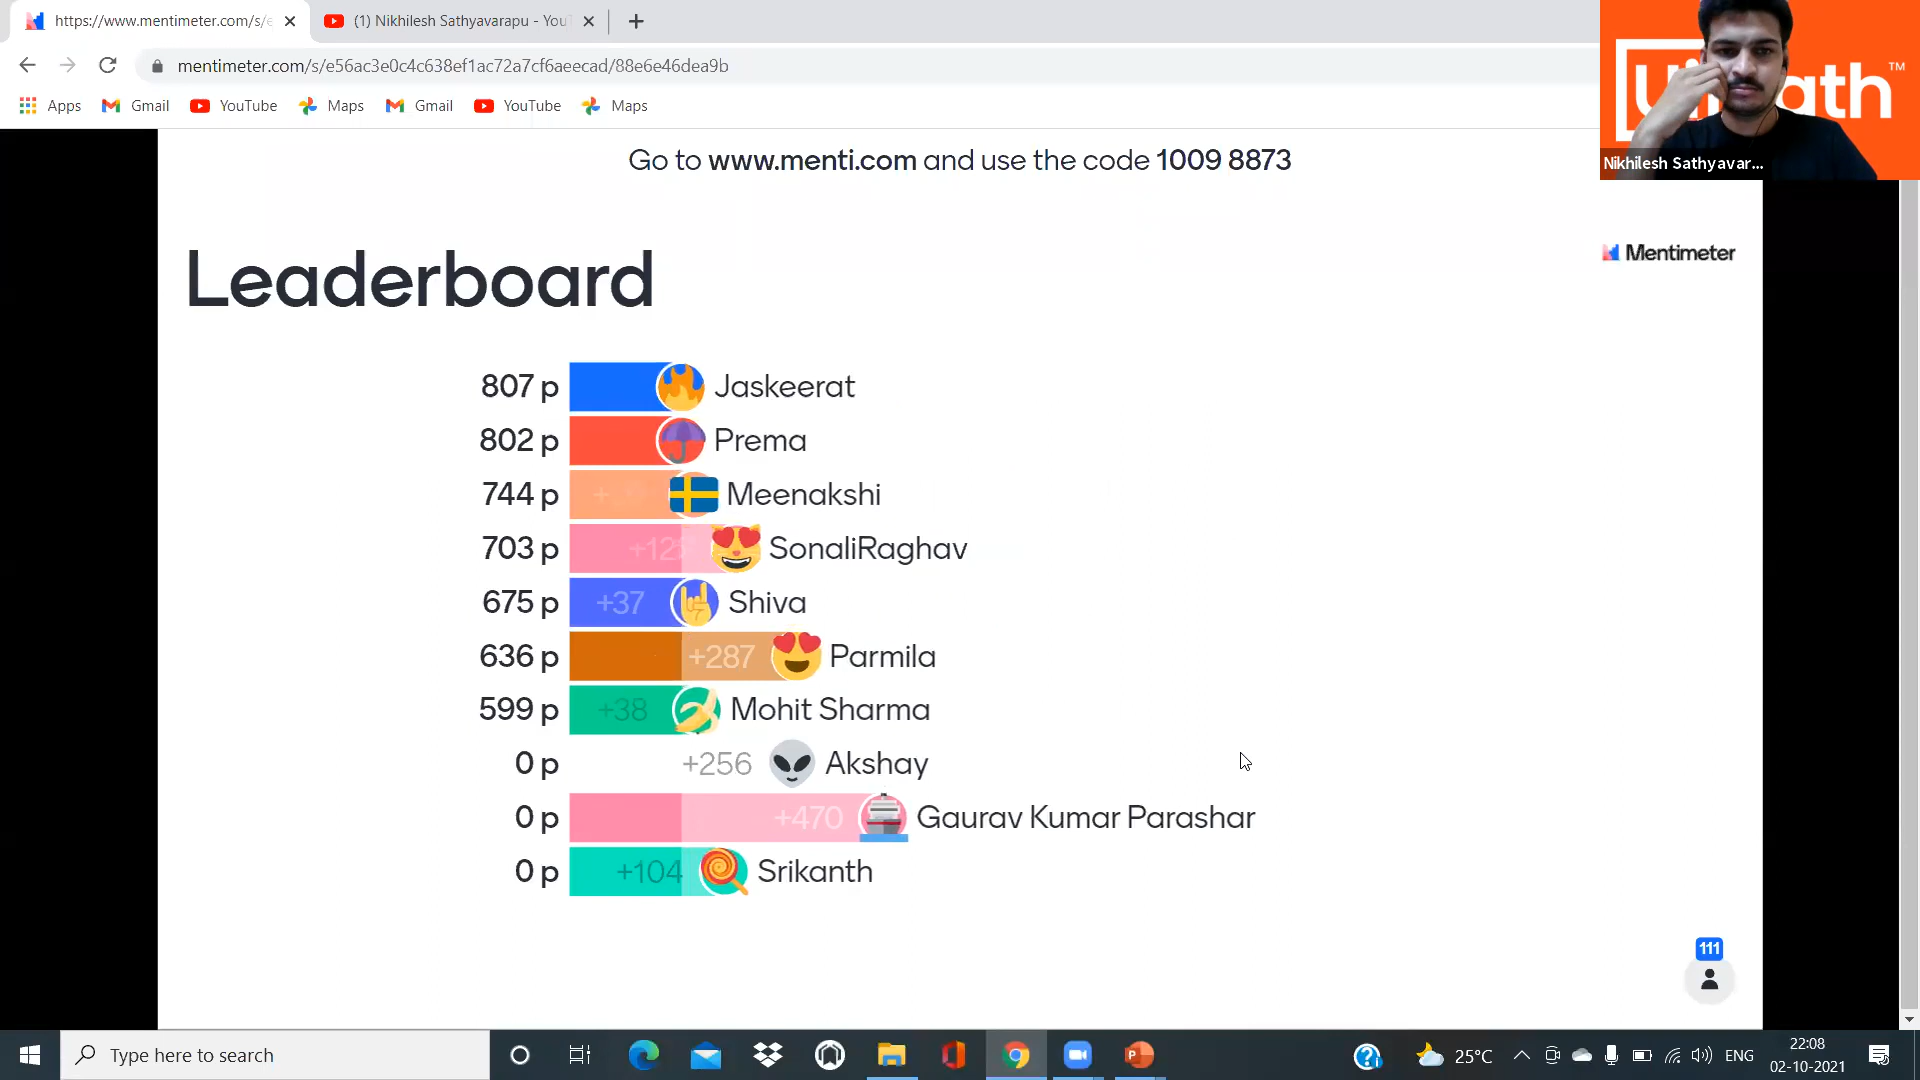 https://www.mentimeter.com/s/e
(1) Nikhilesh Sathyavarapu - You
mentimeter.com/s/e56ac3e0c4c638ef1ac72a7cf6aeecad/88e6e46dea9b
Apps Gmail YouTube Maps Gmail YouTube Maps
Nikhilesh Sathyavar...
Go to www.menti.com and use the code 1009 8873
Mentimeter
Leaderboard
807 p Jaskeerat
802 p Prema
744 p + Meenakshi
703 p SonaliRaghav
675 p +37 Shiva
636 p +287 Parmila
599 p +38 Mohit Sharma
0 p +256 Akshay
0 p +470 Gaurav Kumar Parashar
0 p +104 Srikanth
111
Type here to search
25°C
ENG
22:08
02-10-2021